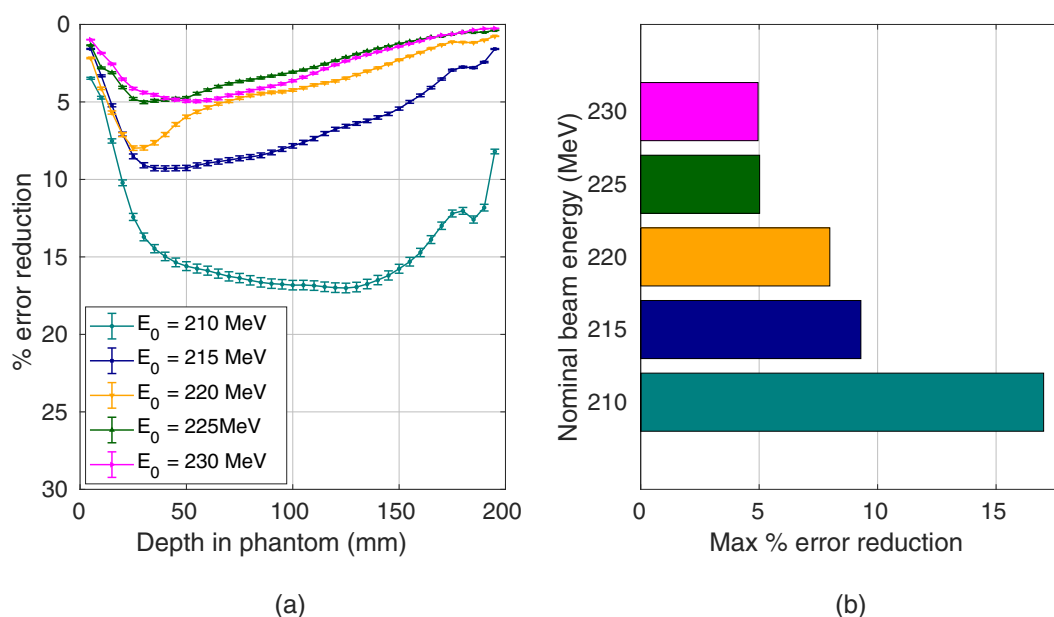 0
5
10
15
20
25
30
% error reduction
E0 = 210 MeV
E0 = 215 MeV
E0 = 220 MeV
E0 = 225MeV
E0 = 230 MeV
0 50 100 150 200
Depth in phantom (mm)
(a)
Nominal beam energy (MeV)
230
225
220
215
210
0 5 10 15
Max % error reduction
(b)